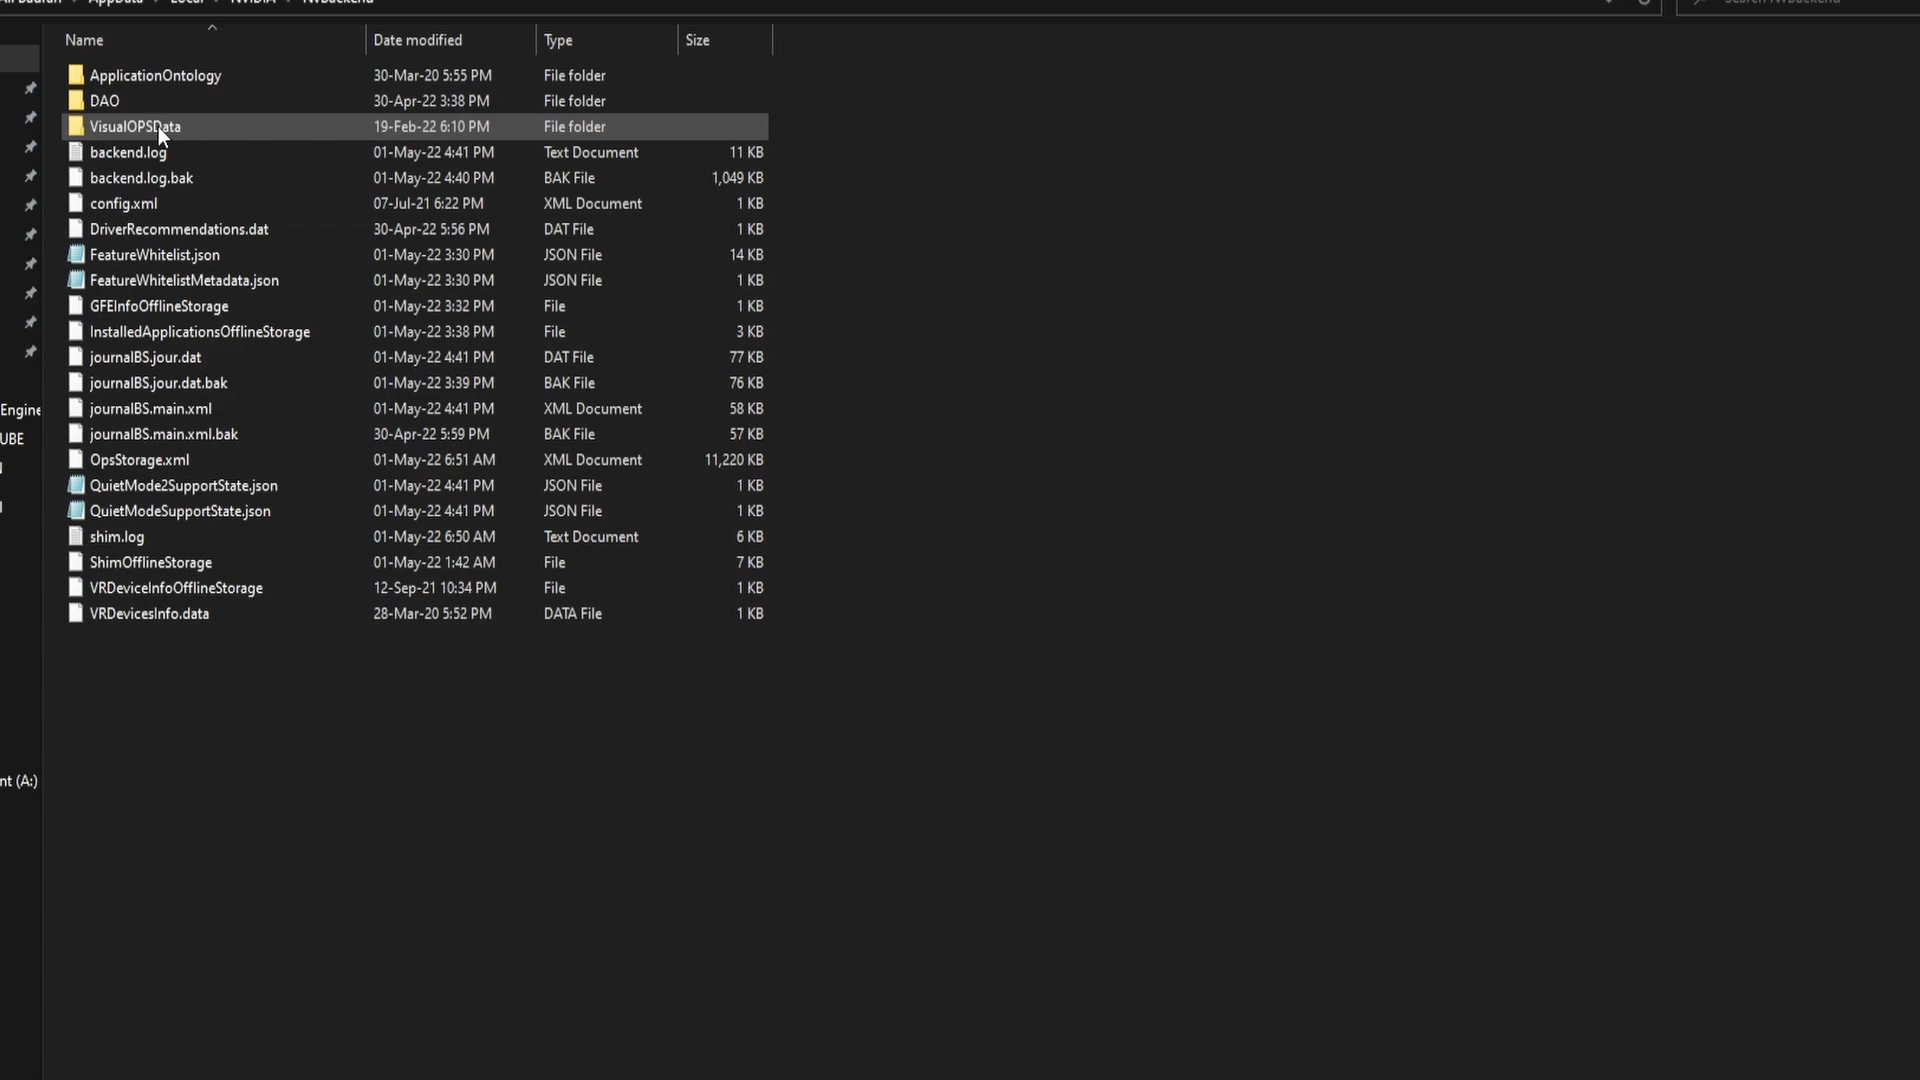 AppData Local NVIDIA NvBackend
Search NvBackend
Name Date modified Type Size
ApplicationOntology 30-Mar-20 5:55 PM File folder
DAO 30-Apr-22 3:38 PM File folder
VisualOPSData 19-Feb-22 6:10 PM File folder
backend.log 01-May-22 4:41 PM Text Document 11 KB
backend.log.bak 01-May-22 4:40 PM BAK File 1,049 KB
config.xml 07-Jul-21 6:22 PM XML Document 1 KB
DriverRecommendations.dat 30-Apr-22 5:56 PM DAT File 1 KB
FeatureWhitelist.json 01-May-22 3:30 PM JSON File 14 KB
FeatureWhitelistMetadata.json 01-May-22 3:30 PM JSON File 1 KB
GFEInfoOfflineStorage 01-May-22 3:32 PM File 1 KB
InstalledApplicationsOfflineStorage 01-May-22 3:38 PM File 3 KB
journalBS.jour.dat 01-May-22 4:41 PM DAT File 77 KB
journalBS.jour.dat.bak 01-May-22 3:39 PM BAK File 76 KB
journalBS.main.xml 01-May-22 4:41 PM XML Document 58 KB
journalBS.main.xml.bak 30-Apr-22 5:59 PM BAK File 57 KB
OpsStorage.xml 01-May-22 6:51 AM XML Document 11,220 KB
QuietMode2SupportState.json 01-May-22 4:41 PM JSON File 1 KB
QuietModeSupportState.json 01-May-22 4:41 PM JSON File 1 KB
shim.log 01-May-22 6:50 AM Text Document 6 KB
ShimOfflineStorage 01-May-22 1:42 AM File 7 KB
VRDeviceInfoOfflineStorage 12-Sep-21 10:34 PM File 1 KB
VRDevicesInfo.data 28-Mar-20 5:52 PM DATA File 1 KB
Engine
UBE
nt (A:)